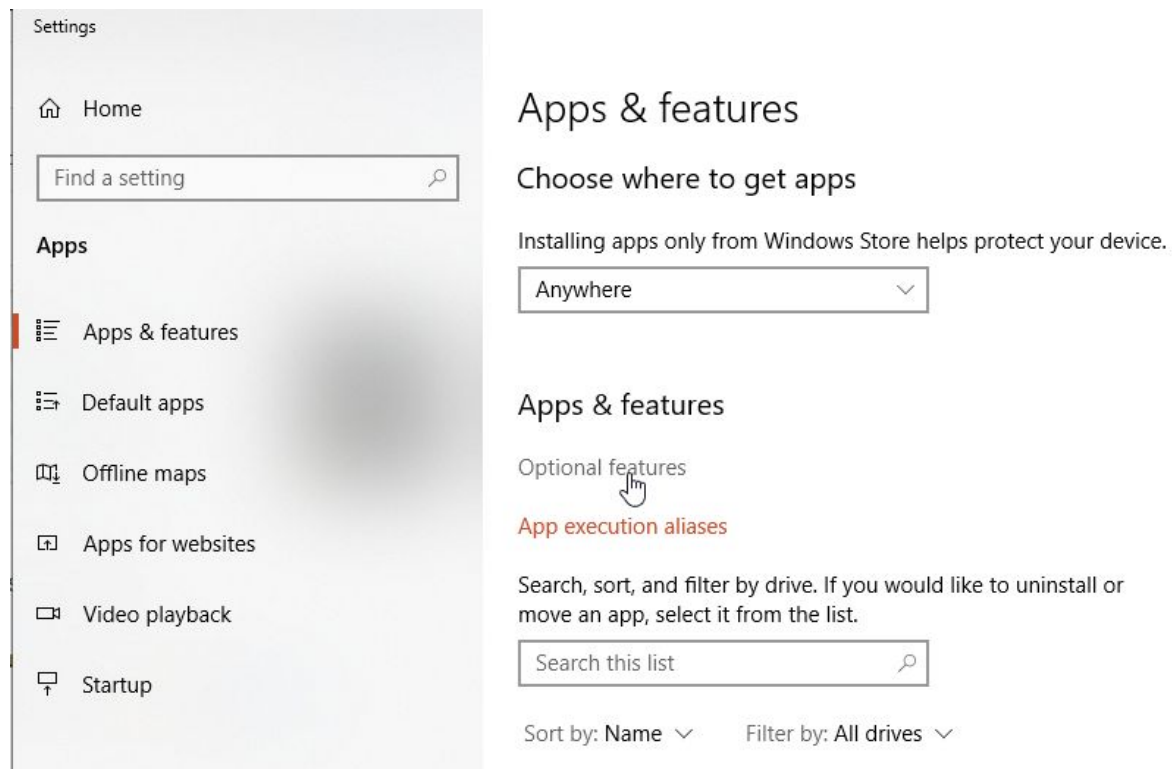 Settings
Home
Find a setting
Apps
Apps & features
Default apps
Offline maps
Apps for websites
Video playback
Startup
Apps & features
Choose where to get apps
Installing apps only from Windows Store helps protect your device.
Anywhere
Apps & features
Optional features
App execution aliases
Search, sort, and filter by drive. If you would like to uninstall or
move an app, select it from the list.
Search this list
Sort by: Name Filter by: All drives